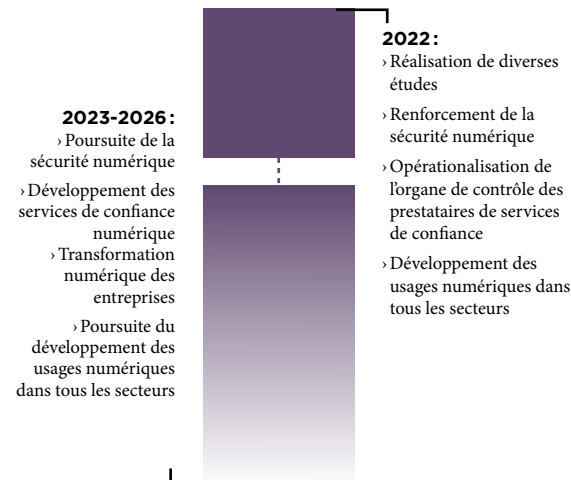 2022 :
› Réalisation de diverses
études
› Renforcement de la
sécurité numérique
› Opérationalisation de
l'organe de contrôle des
prestataires de services
de confiance
› Développement des
usages numériques dans
tous les secteurs
2023-2026 :
› Poursuite de la
sécurité numérique
› Développement des
services de confiance
numérique
› Transformation
numérique des
entreprises
› Poursuite du
développement des
usages numériques
dans tous les secteurs